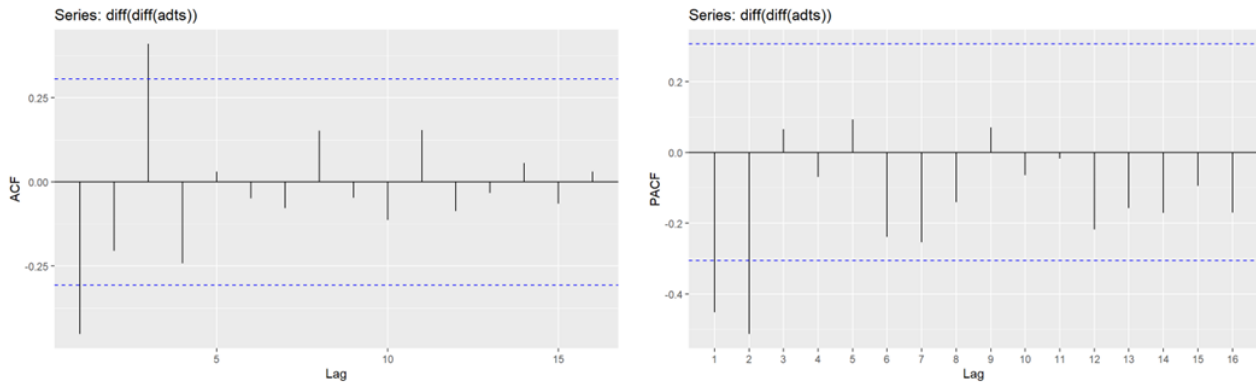 Series: diff(diff(adts))
ACF
0.25
0.00
-0.25
5
10
15
Lag
Series: diff(diff(adts))
PACF
0.2
0.0
-0.2
-0.4
1 2 3 4 5 6 7 8 9 10 11 12 13 14 15 16
Lag